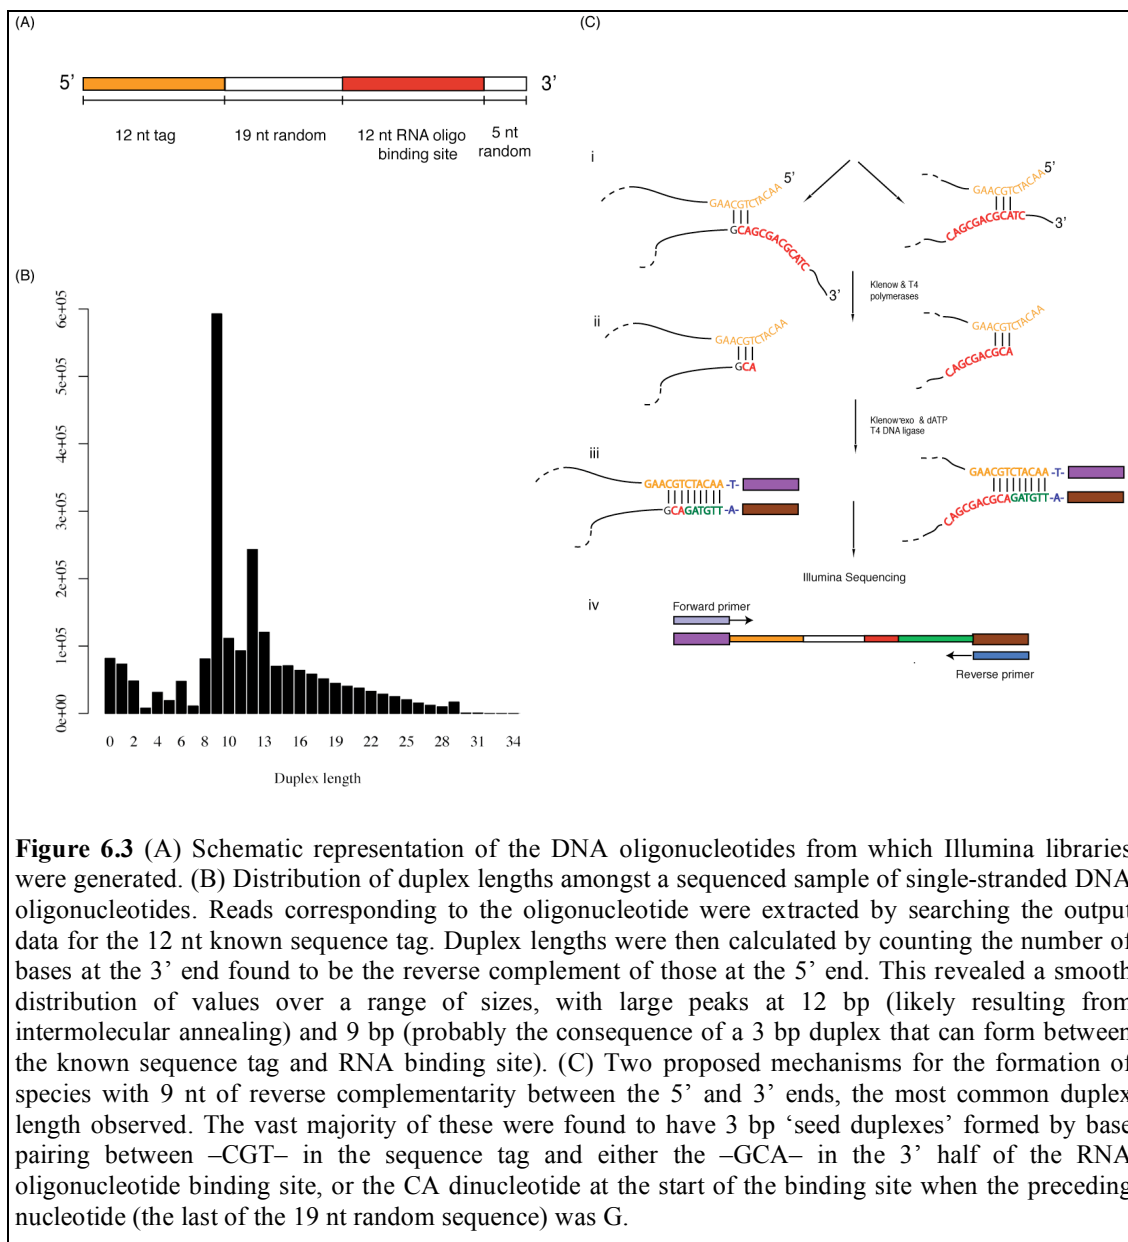 (A)
5’
3’
12 nt tag
19 nt random
12 nt RNA oligo
binding site
5 nt
random
(B)
6e+05
5e+05
4e+05
3e+05
2e+05
1e+05
0e+00
0 2 4 6 8 10 13 16 19 22 25 28 31 34
Duplex length
(C)
i
GAACGTCTACAA 5’
GCAGCGACGCATC
3’
GAACGTCTACAA 5’
CAGCGACGCATC
3’
Klenow & T4
polymerases
ii
GAACGTCTACAA
GCA
GAACGTCTACAA
CAGCGACGCA
Klenow-exo & dATP
T4 DNA ligase
iii
GAACGTCTACAA -T-
GCAGATGTT -A-
GAACGTCTACAA -T-
CAGCGACGCAGATGTT -A-
Illumina Sequencing
iv
Forward primer
Reverse primer
Figure 6.3 (A) Schematic representation of the DNA oligonucleotides from which Illumina libraries
were generated. (B) Distribution of duplex lengths amongst a sequenced sample of single-stranded DNA
oligonucleotides. Reads corresponding to the oligonucleotide were extracted by searching the output
data for the 12 nt known sequence tag. Duplex lengths were then calculated by counting the number of
bases at the 3’ end found to be the reverse complement of those at the 5’ end. This revealed a smooth
distribution of values over a range of sizes, with large peaks at 12 bp (likely resulting from
intermolecular annealing) and 9 bp (probably the consequence of a 3 bp duplex that can form between
the known sequence tag and RNA binding site). (C) Two proposed mechanisms for the formation of
species with 9 nt of reverse complementarity between the 5’ and 3’ ends, the most common duplex
length observed. The vast majority of these were found to have 3 bp ‘seed duplexes’ formed by base
pairing between –CGT– in the sequence tag and either the –GCA– in the 3’ half of the RNA
oligonucleotide binding site, or the CA dinucleotide at the start of the binding site when the preceding
nucleotide (the last of the 19 nt random sequence) was G.